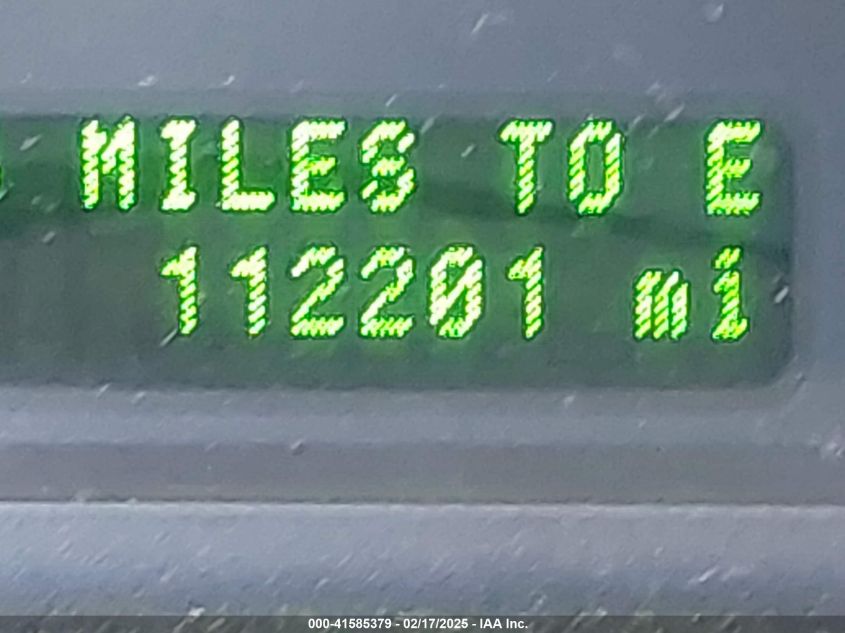 MILES TO E
112201 mi
000-41585379 - 02/17/2025 - IAA Inc.